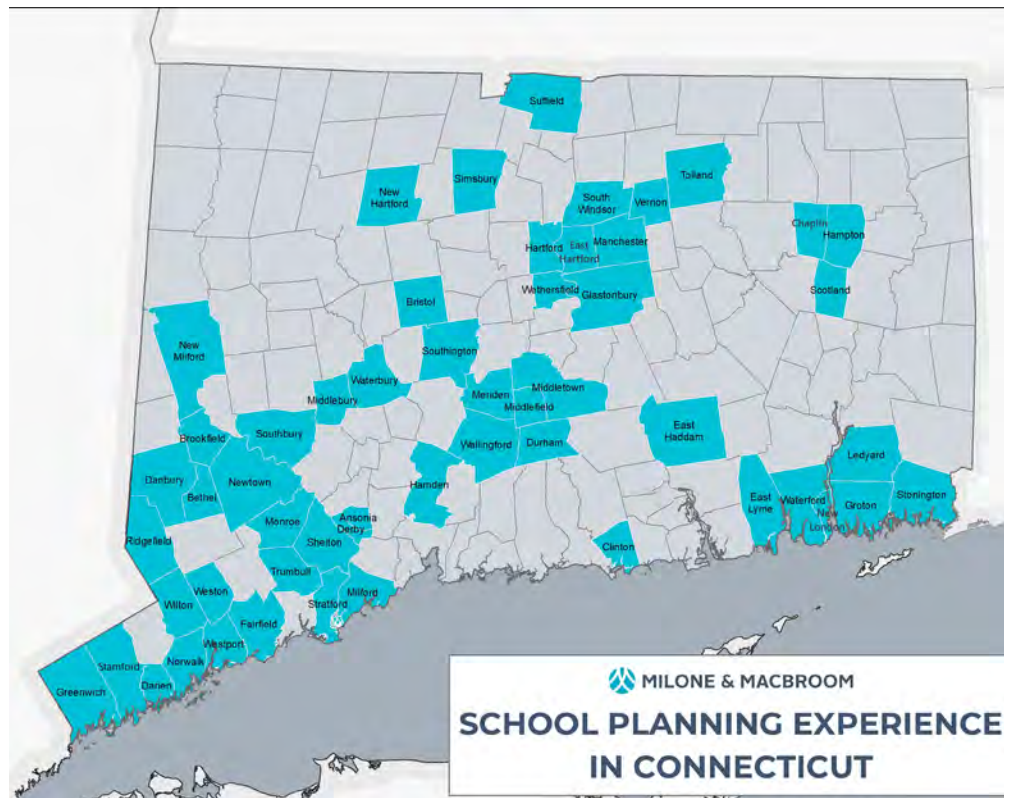 Suffield
Simsbury
Tolland
New
Hartford
South
Windsor
Vernon
Chaplin
Hampton
Hartford
East
Hartford
Manchester
Wethersfield
Glastonbury
Scotland
Bristol
New
Milford
Southington
Waterbury
Middlebury
Meriden
Middletown
Middlefield
Brookfield
Southbury
Wallingford
Durham
East
Haddam
Danbury
Bethel
Newtown
Hamden
Ledyard
East
Lyme
Waterford
New
London
Groton
Stonington
Monroe
Ansonia
Derby
Ridgefield
Shelton
Clinton
Trumbull
Weston
Wilton
Stratford
Milford
Fairfield
Westport
Stamford
Norwalk
Greenwich
Darien
MILONE & MACBROOM
SCHOOL PLANNING EXPERIENCE
IN CONNECTICUT